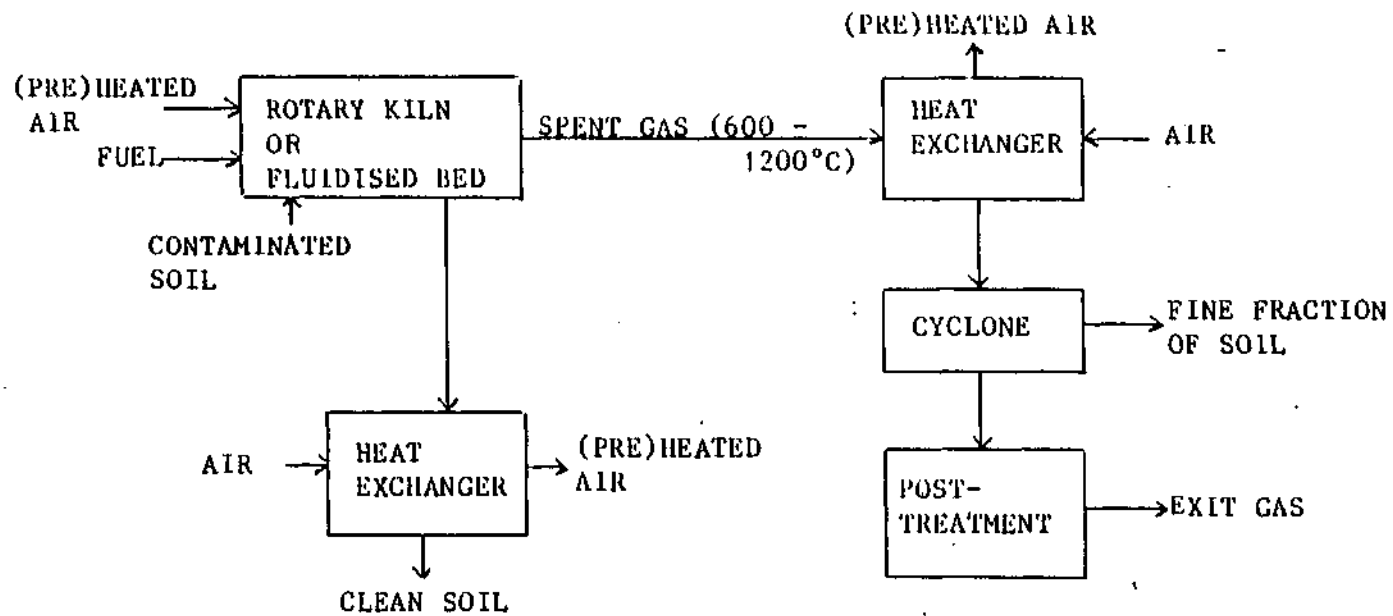 (PRE)HEATED AIR
(PRE)HEATED
AIR
FUEL
ROTARY KILN
OR
FLUIDISED BED
SPENT GAS (600 -
1200°C)
HEAT
EXCHANGER
AIR
CONTAMINATED
SOIL
CYCLONE
FINE FRACTION
OF SOIL
AIR
HEAT
EXCHANGER
(PRE)HEATED
AIR
POST-
TREATMENT
EXIT GAS
CLEAN SOIL